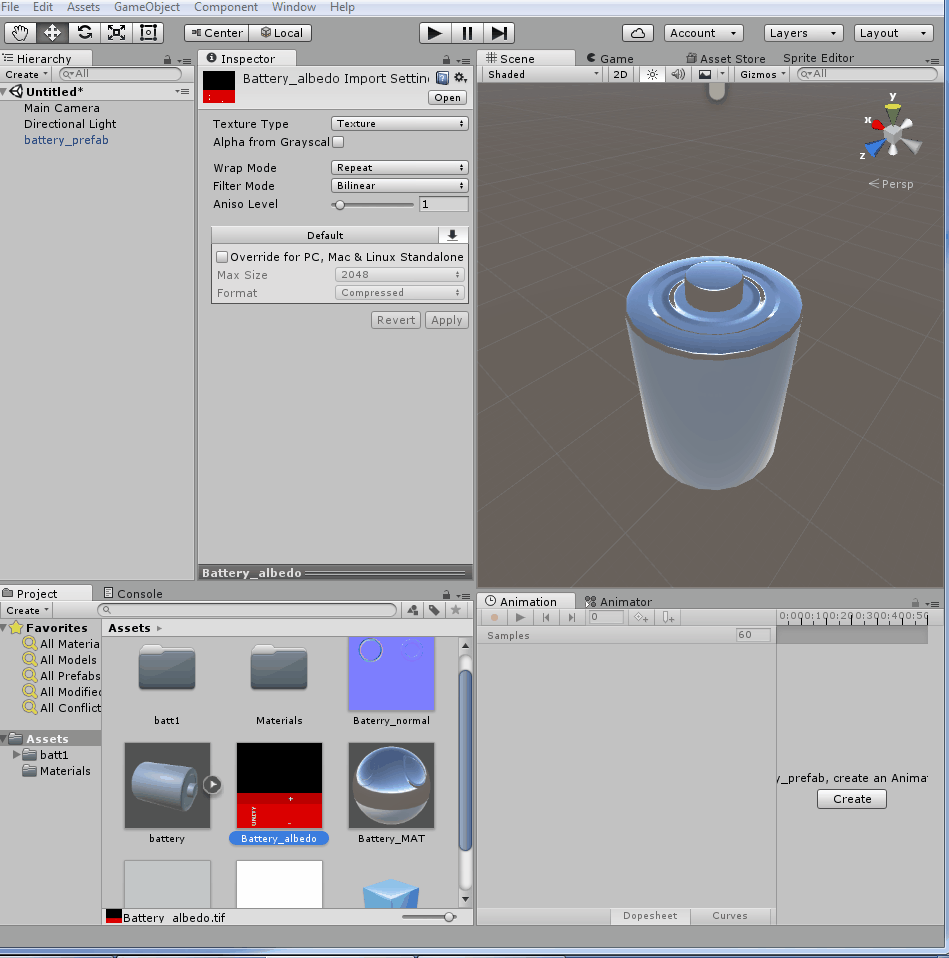 File Edit Assets GameObject Component Window Help
Center Local Account Layers Layout
Hierarchy
Create All
Untitled*
Main Camera
Directional Light
battery_prefab
Inspector
Battery_albedo Import Settin
Open
Texture Type Texture
Alpha from Grayscal
Wrap Mode Repeat
Filter Mode Bilinear
Aniso Level 1
Default
Override for PC, Mac & Linux Standalone
Max Size 2048
Format Compressed
Revert Apply
Battery_albedo
Scene Game Asset Store Sprite Editor
Shaded 2D Gizmos All
y
x
z
Persp
Project Console
Create
Favorites
All Materia
All Models
All Prefabs
All Modified
All Conflict
Assets
batt1
Materials
Assets
batt1 Materials Baterry_normal
UNITY
+
-
battery Battery_albedo Battery_MAT
Battery_albedo.tif
Animation Animator
0 0:00 0:10 0:20 0:30 0:40 0:50
Samples 60
y_prefab, create an Animat
Create
Dopesheet Curves